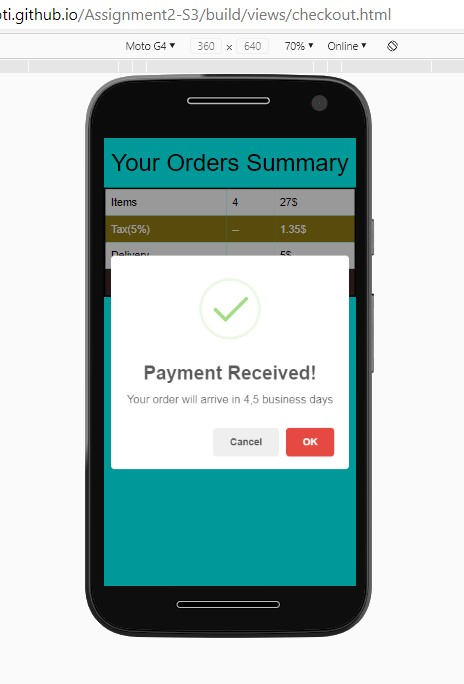 oti.github.io/Assignment2-S3/build/views/checkout.html
Moto G4 ▼ 360 x 640 70% ▼ Online ▼
Your Orders Summary
Items 4 27$
Tax(5%) -- 1.35$
Delivery 5$
Payment Received!
Your order will arrive in 4,5 business days
Cancel OK